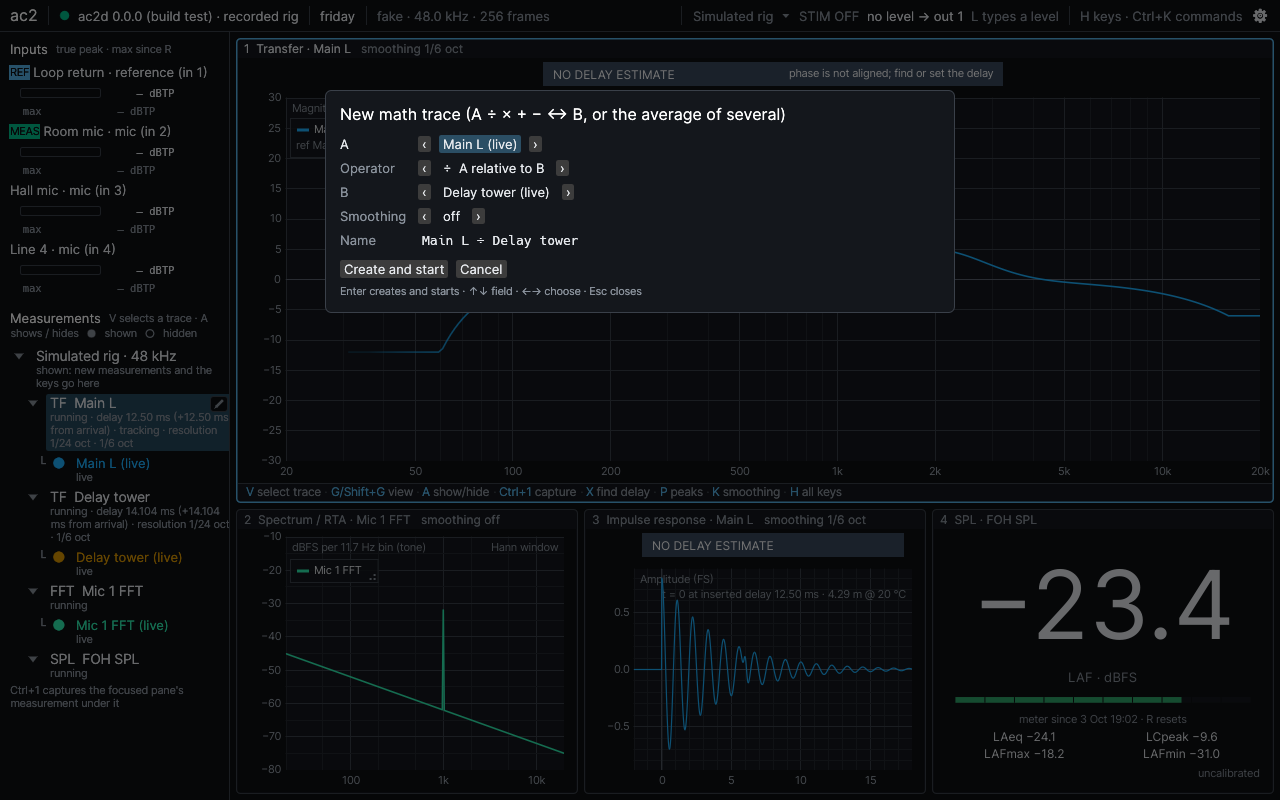 ac2 ac2d 0.0.0 (build test) · recorded rig friday fake · 48.0 kHz · 256 frames Simulated rig STIM OFF no level → out 1 L types a level H keys · Ctrl+K commands
Inputs true peak · max since R
REF Loop return · reference (in 1)
– dBTP
max – dBTP
MEAS Room mic · mic (in 2)
– dBTP
max – dBTP
Hall mic · mic (in 3)
– dBTP
max – dBTP
Line 4 · mic (in 4)
– dBTP
max – dBTP
Measurements V selects a trace · A
shows / hides shown hidden
Simulated rig · 48 kHz
shown: new measurements and the
keys go here
TF Main L
running · delay 12.50 ms (+12.50 ms
from arrival) · tracking · resolution
1/24 oct · 1/6 oct
Main L (live)
live
TF Delay tower
running · delay 14.104 ms (+14.104
ms from arrival) · resolution 1/24 oct
· 1/6 oct
Delay tower (live)
live
FFT Mic 1 FFT
running
Mic 1 FFT (live)
live
SPL FOH SPL
running
Ctrl+1 captures the focused pane's
measurement under it
1 Transfer · Main L smoothing 1/6 oct
NO DELAY ESTIMATE phase is not aligned; find or set the delay
30
25
20
15
10
5
0
−5
−10
−15
−20
−25
−30
20 50 100 200 500 1k 2k 5k 10k 20k
New math trace (A ÷ × + − ↔ B, or the average of several)
A ‹ Main L (live) ›
Operator ‹ ÷ A relative to B ›
B ‹ Delay tower (live) ›
Smoothing ‹ off ›
Name Main L ÷ Delay tower
Create and start Cancel
Enter creates and starts · ↑↓ field · ←→ choose · Esc closes
V select trace · G/Shift+G view · A show/hide · Ctrl+1 capture · X find delay · P peaks · K smoothing · H all keys
2 Spectrum / RTA · Mic 1 FFT smoothing off
dBFS per 11.7 Hz bin (tone) Hann window
Mic 1 FFT
−10
−20
−30
−40
−50
−60
−70
−80
100 1k 10k
3 Impulse response · Main L smoothing 1/6 oct
NO DELAY ESTIMATE
Amplitude (FS)
t = 0 at inserted delay 12.50 ms · 4.29 m @ 20 °C
0.5
0.0
−0.5
0 5 10 15
4 SPL · FOH SPL
−23.4
LAF · dBFS
meter since 3 Oct 19:02 · R resets
LAeq −24.1 LCpeak −9.6
LAFmax −18.2 LAFmin −31.0
uncalibrated